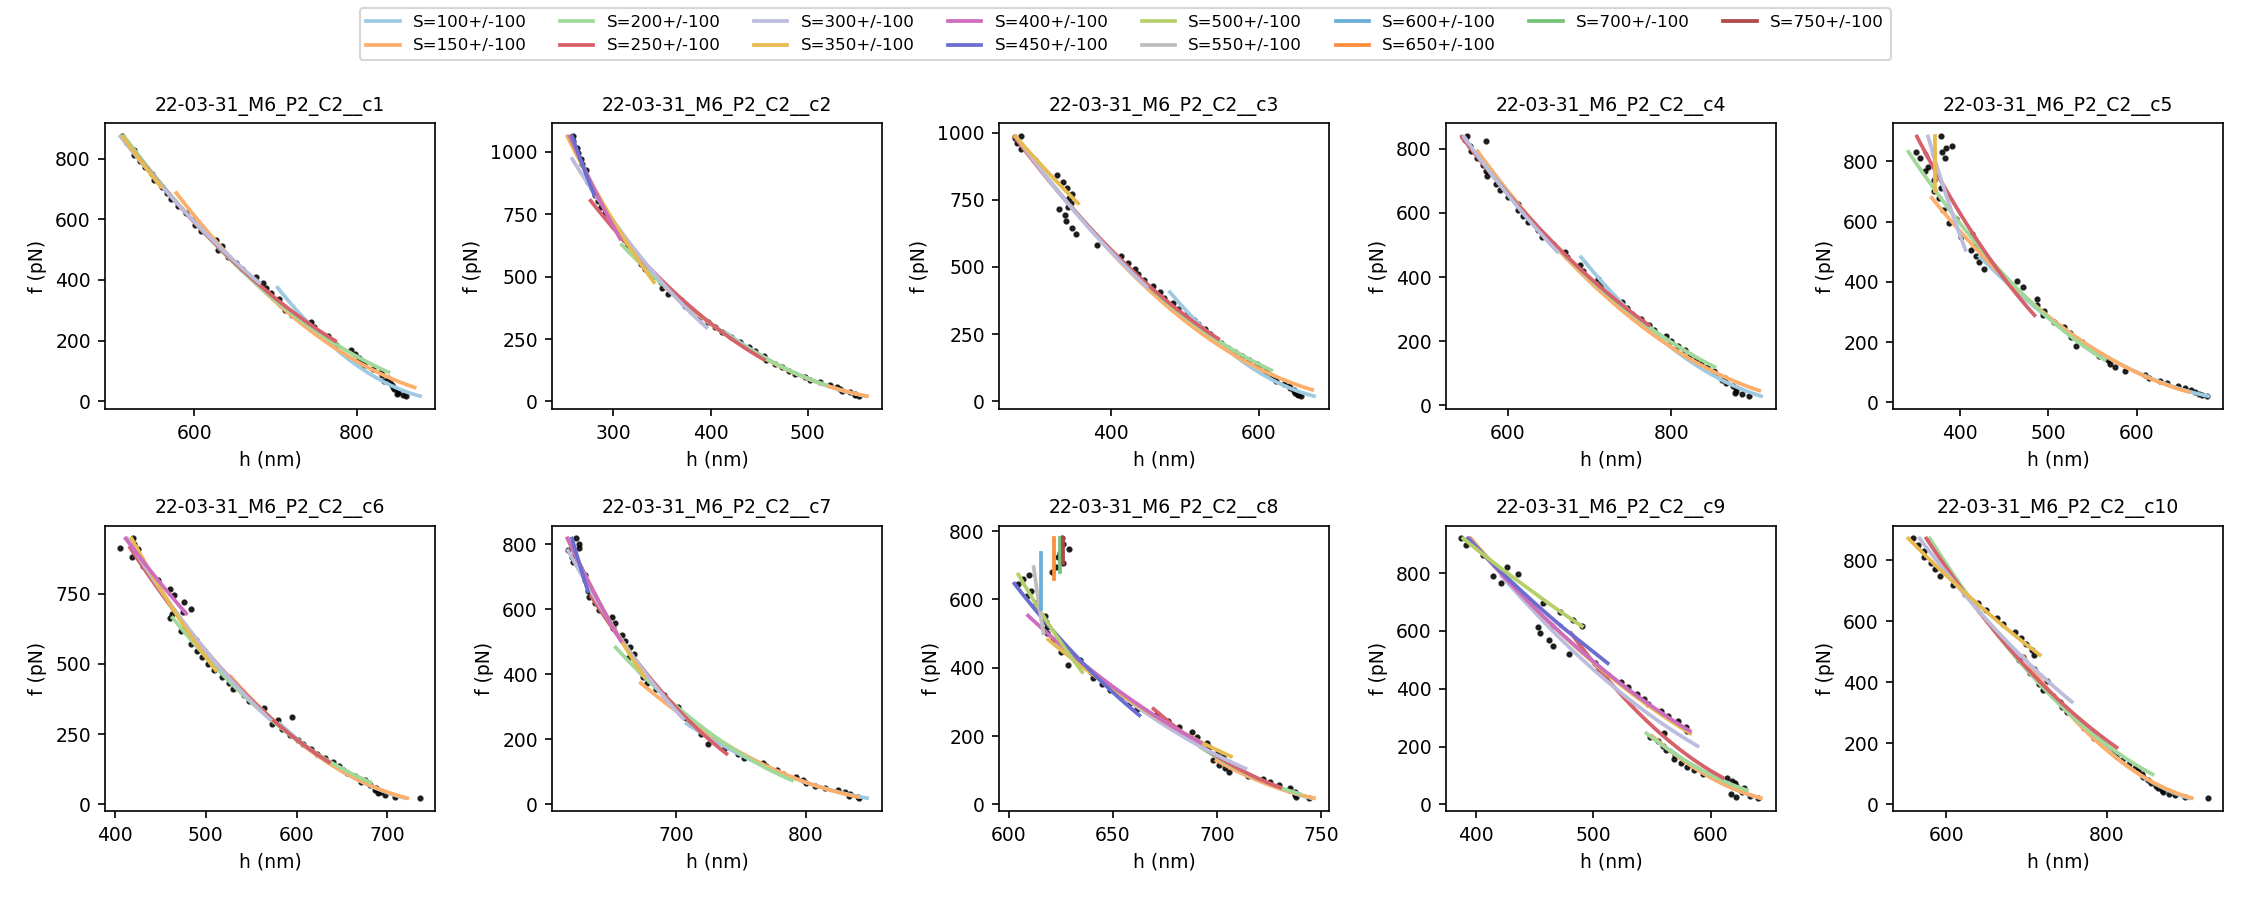 S=100+/-100 S=200+/-100 S=300+/-100 S=400+/-100 S=500+/-100 S=600+/-100 S=700+/-100 S=750+/-100
S=150+/-100 S=250+/-100 S=350+/-100 S=450+/-100 S=550+/-100 S=650+/-100
22-03-31_M6_P2_C2__c1
f (pN)
800
600
400
200
0
600 800
h (nm)
22-03-31_M6_P2_C2__c2
f (pN)
1000
750
500
250
0
300 400 500
h (nm)
22-03-31_M6_P2_C2__c3
f (pN)
1000
750
500
250
0
400 600
h (nm)
22-03-31_M6_P2_C2__c4
f (pN)
800
600
400
200
0
600 800
h (nm)
22-03-31_M6_P2_C2__c5
f (pN)
800
600
400
200
0
400 500 600
h (nm)
22-03-31_M6_P2_C2__c6
f (pN)
750
500
250
0
400 500 600 700
h (nm)
22-03-31_M6_P2_C2__c7
f (pN)
800
600
400
200
0
700 800
h (nm)
22-03-31_M6_P2_C2__c8
f (pN)
800
600
400
200
0
600 650 700 750
h (nm)
22-03-31_M6_P2_C2__c9
f (pN)
800
600
400
200
0
400 500 600
h (nm)
22-03-31_M6_P2_C2__c10
f (pN)
800
600
400
200
0
600 800
h (nm)